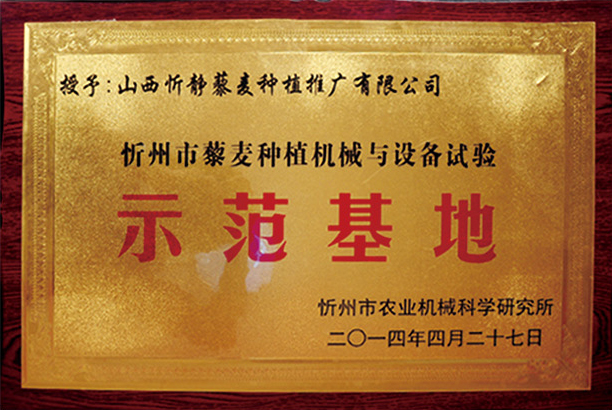 授予:山西忻静藜麦种植推广有限公司
忻州市藜麦种植机械与设备试验
示范基地
忻州市农业机械科学研究所
二〇一四年四月二十七日